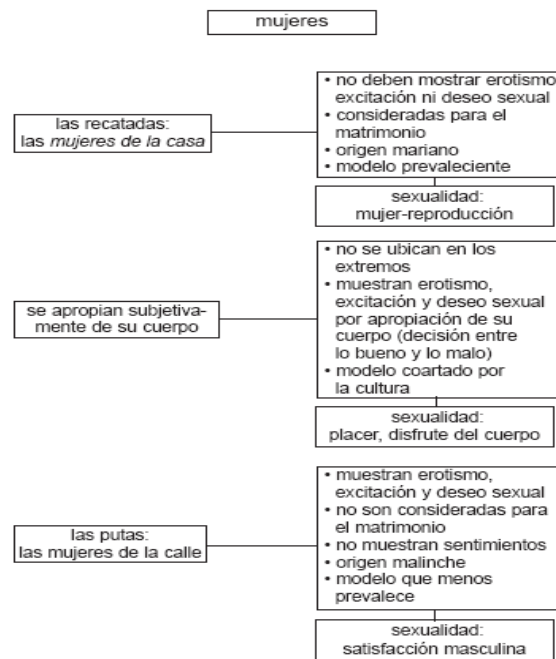 mujeres
las recatadas:
las mujeres de la casa
• no deben mostrar erotismo
excitación ni deseo sexual
• consideradas para el
matrimonio
• origen mariano
• modelo prevaleciente
sexualidad:
mujer-reproducción
se apropian subjetiva-
mente de su cuerpo
• no se ubican en los
extremos
• muestran erotismo,
excitación y deseo sexual
por apropiación de su
cuerpo (decisión entre
lo bueno y lo malo)
• modelo coartado por
la cultura
sexualidad:
placer, disfrute del cuerpo
las putas:
las mujeres de la calle
• muestran erotismo,
excitación y deseo sexual
• no son consideradas para
el matrimonio
• no muestran sentimientos
• origen malinche
• modelo que menos
prevalece
sexualidad:
satisfacción masculina